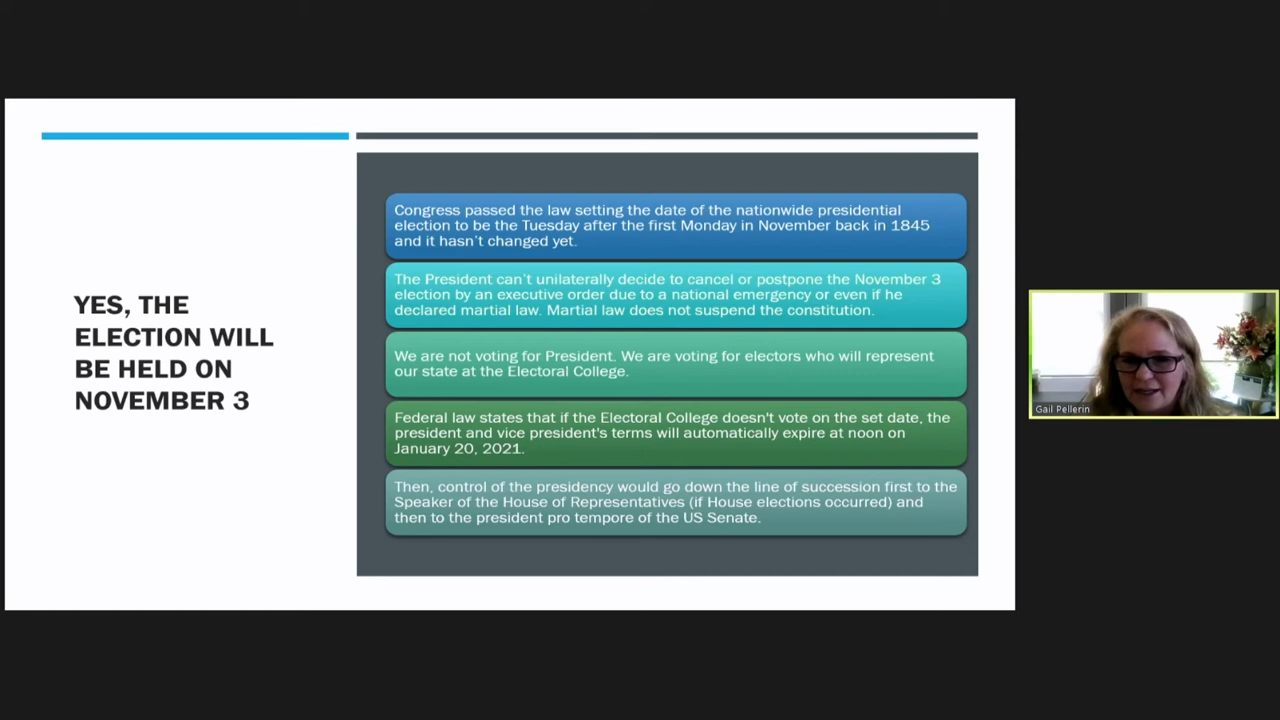 YES, THE
ELECTION WILL
BE HELD ON
NOVEMBER 3
Congress passed the law setting the date of the nationwide presidential
election to be the Tuesday after the first Monday in November back in 1845
and it hasn't changed yet.
The President can't unilaterally decide to cancel or postpone the November 3
election by an executive order due to a national emergency or even if he
declared martial law. Martial law does not suspend the constitution.
We are not voting for President. We are voting for electors who will represent
our state at the Electoral College.
Federal law states that if the Electoral College doesn't vote on the set date, the
president and vice president's terms will automatically expire at noon on
January 20, 2021.
Then, control of the presidency would go down the line of succession first to the
Speaker of the House of Representatives (if House elections occurred) and
then to the president pro tempore of the US Senate.
Gail Pellerin